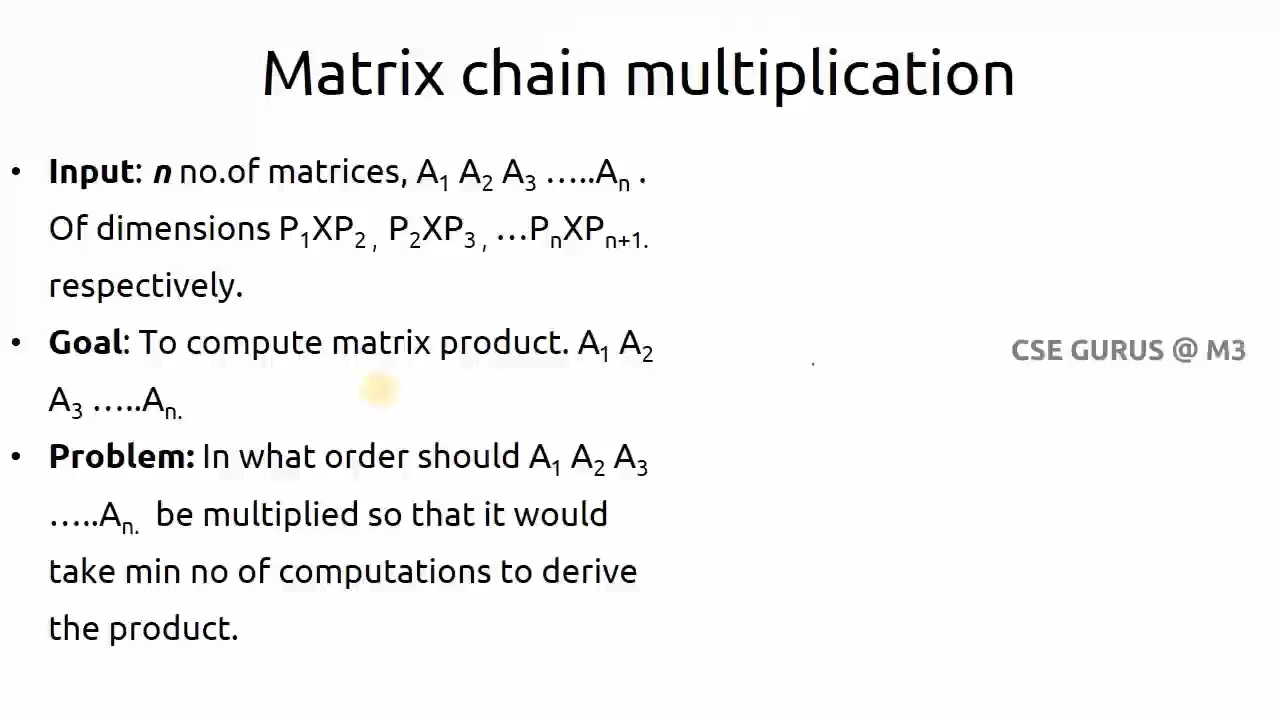 Matrix chain multiplication
• Input: n no.of matrices, A₁ A₂ A₃ …..Aₙ .
Of dimensions P₁XP₂ , P₂XP₃ , …PₙXPₙ₊₁.
respectively.
• Goal: To compute matrix product. A₁ A₂
A₃ …..Aₙ.
CSE GURUS @ M3
• Problem: In what order should A₁ A₂ A₃
…..Aₙ. be multiplied so that it would
take min no of computations to derive
the product.